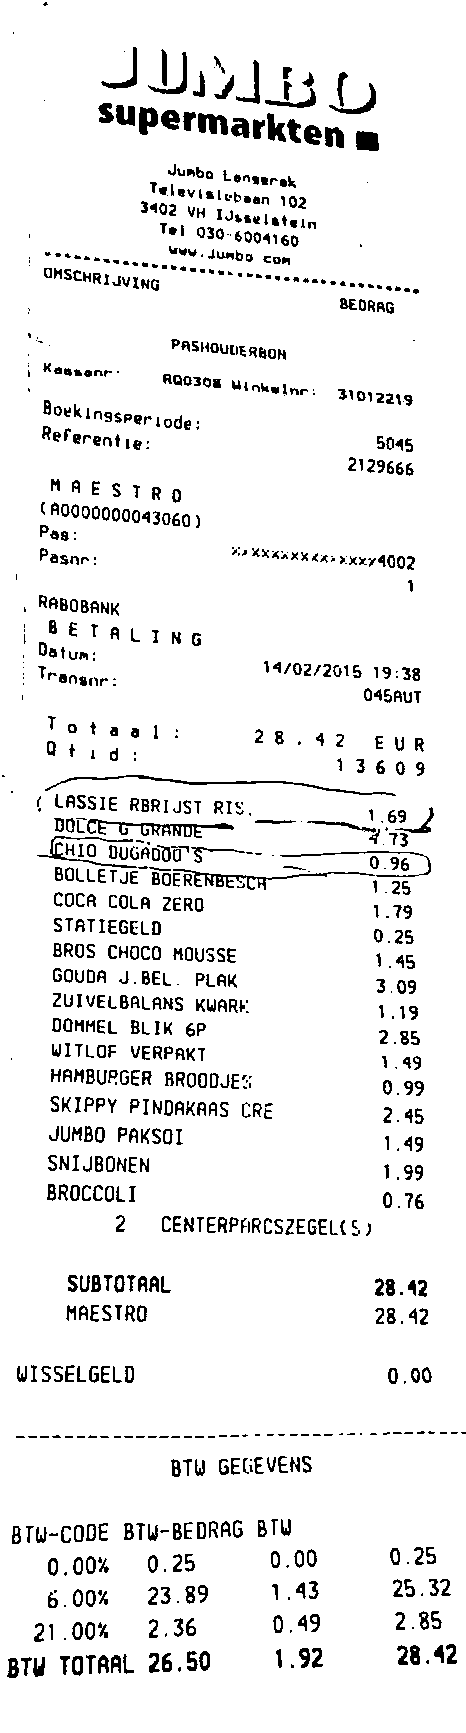 JUMBO
supermarkten
Jumbo Lenserek
Televisiebaan 102
3402 VH IJsselstein
Tel 030-6004160
www.jumbo.com
OMSCHRIJVING
BEDRAG
PASHOUDERBON
Kassanr: AQ0308 Winkelnr: 31012219
Boekingsperiode: 5045
Referentie: 2129666
MAESTRO
(A0000000043060)
Pas: xxxxxxxxxxxxxxx4002
Pasnr: 1
RABOBANK
BETALING
Datum: 14/02/2015 19:38
Transnr: 045AUT
Totaal: 28.42 EUR
Qtid: 13609
LASSIE RBRIJST RIS. 1.69
DOLCE G GRANDE 4.73
CHIO DUGADOO'S 0.96
BOLLETJE BOERENBESCH 1.25
COCA COLA ZERO 1.79
STATIEGELD 0.25
BROS CHOCO MOUSSE 1.45
GOUDA J.BEL. PLAK 3.09
ZUIVELBALANS KWARK 1.19
DOMMEL BLIK 6P 2.85
WITLOF VERPAKT 1.49
HAMBURGER BROODJES 0.99
SKIPPY PINDAKAAS CRE 2.45
JUMBO PAKSOI 1.49
SNIJBONEN 1.99
BROCCOLI 0.76
2 CENTERPARCSZEGEL(S)
SUBTOTAAL 28.42
MAESTRO 28.42
WISSELGELD 0.00
BTW GEGEVENS
BTW-CODE BTW-BEDRAG BTW
0.00% 0.25 0.00 0.25
6.00% 23.89 1.43 25.32
21.00% 2.36 0.49 2.85
BTW TOTAAL 26.50 1.92 28.42